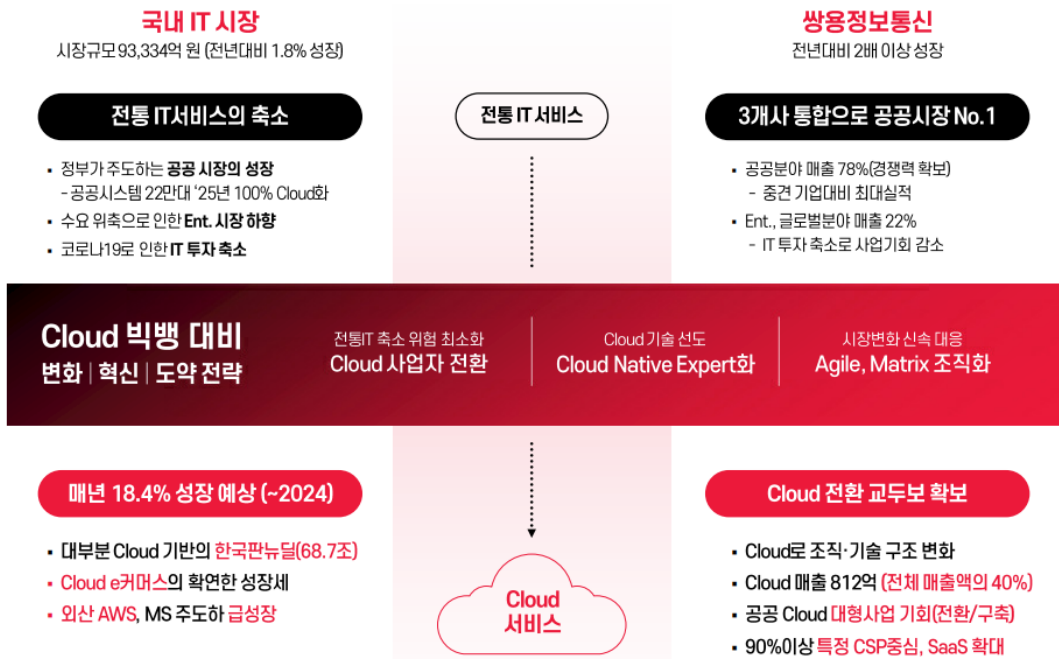 국내 IT 시장
시장규모 93,334억 원 (전년대비 1.8% 성장)
전통 IT서비스의 축소
• 정부가 주도하는 공공 시장의 성장
- 공공시스템 22만대 ‘25년 100% Cloud화
• 수요 위축으로 인한 Ent. 시장 하향
• 코로나19로 인한 IT 투자 축소
전통 IT 서비스
쌍용정보통신
전년대비 2배 이상 성장
3개사 통합으로 공공시장 No.1
• 공공분야 매출 78%(경쟁력 확보)
- 중견 기업대비 최대실적
• Ent., 글로벌분야 매출 22%
- IT 투자 축소로 사업기회 감소
Cloud 빅뱅 대비
변화 | 혁신 | 도약 전략
전통IT 축소 위험 최소화
Cloud 사업자 전환
Cloud 기술 선도
Cloud Native Expert화
시장변화 신속 대응
Agile, Matrix 조직화
매년 18.4% 성장 예상 (~2024)
• 대부분 Cloud 기반의 한국판뉴딜(68.7조)
• Cloud e커머스의 확연한 성장세
• 외산 AWS, MS 주도하 급성장
Cloud
서비스
Cloud 전환 교두보 확보
• Cloud로 조직·기술 구조 변화
• Cloud 매출 812억 (전체 매출액의 40%)
• 공공 Cloud 대형사업 기회(전환/구축)
• 90%이상 특정 CSP중심, SaaS 확대